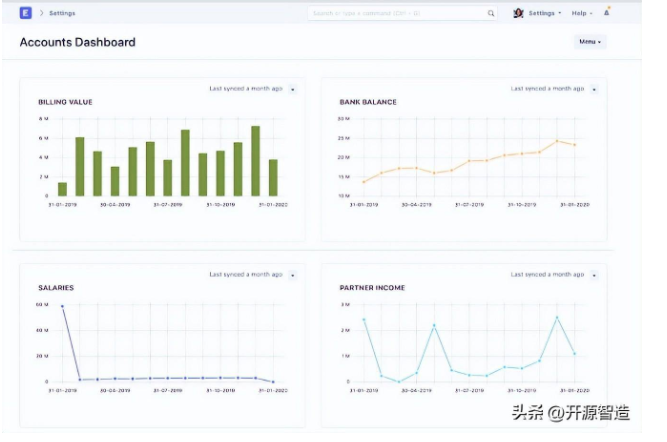 E > Settings Search or type a command (Ctrl + G) Settings Help
Accounts Dashboard Menu
Last synced a month ago
BILLING VALUE
8 M
6 M
4 M
2 M
0
31-01-2019 30-04-2019 31-07-2019 31-10-2019 31-01-2020
Last synced a month ago
BANK BALANCE
30 M
25 M
20 M
15 M
10 M
31-01-2019 30-04-2019 31-07-2019 31-10-2019 31-01-2020
Last synced a month ago
SALARIES
60 M
40 M
20 M
0
31-01-2019 30-04-2019 31-07-2019 31-10-2019 31-01-2020
Last synced a month ago
PARTNER INCOME
3 M
2 M
1 M
0
31-01-2019 30-04-2019 31-07-2019 31-10-2019 31-01-2020
头条 @开源智造